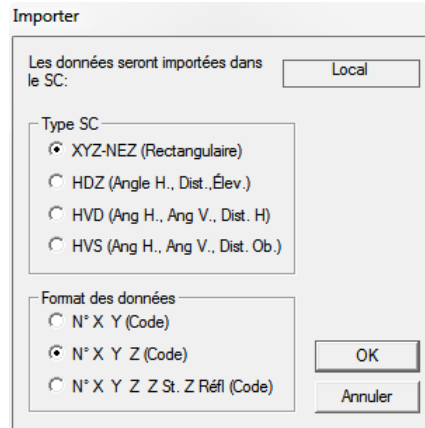 Importer
Les données seront importées dans
le SC:
Local
Type SC
XYZ-NEZ (Rectangulaire)
HDZ (Angle H., Dist.,Élev.)
HVD (Ang H., Ang V., Dist. H)
HVS (Ang H., Ang V., Dist. Ob.)
Format des données
N° X Y (Code)
N° X Y Z (Code)
N° X Y Z Z St. Z Réfl (Code)
OK
Annuler